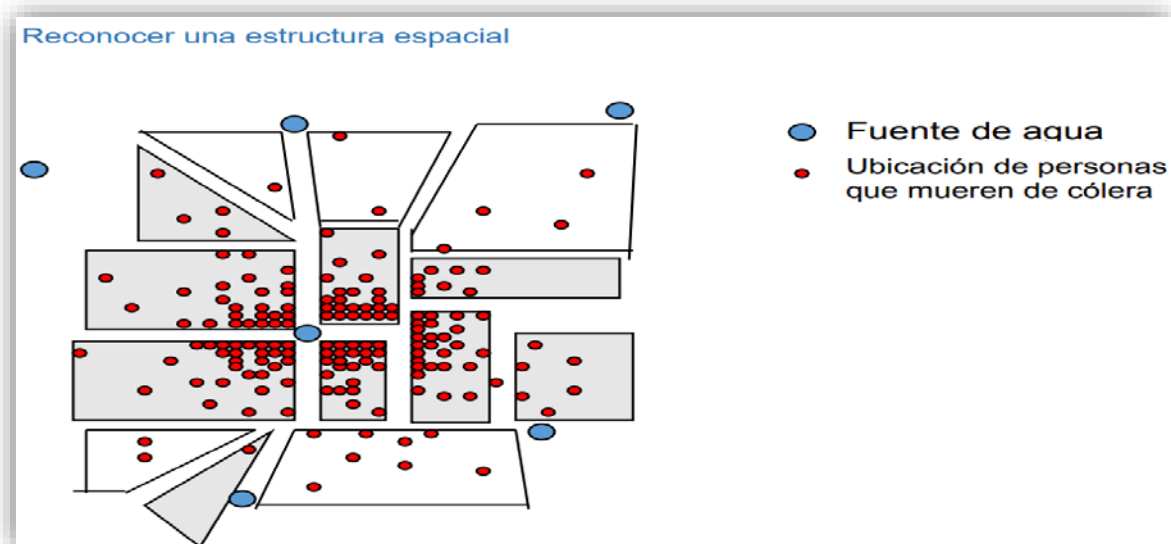 Reconocer una estructura espacial
Fuente de agua
Ubicación de personas
que mueren de cólera